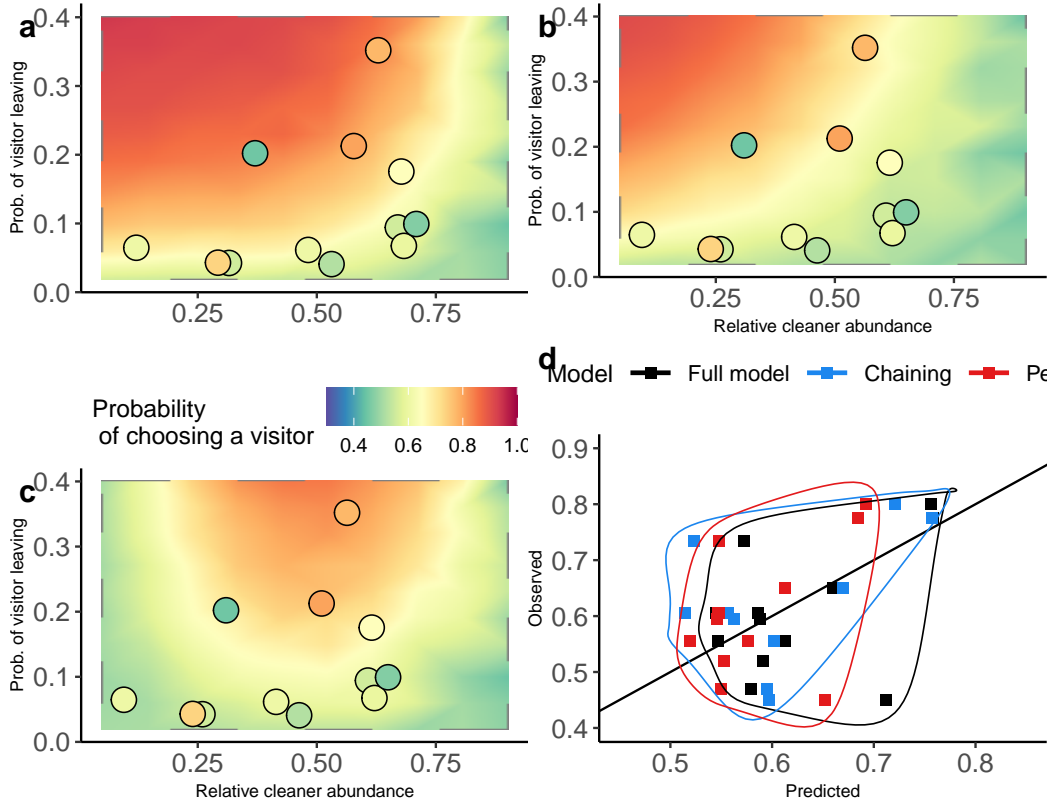 a
0.4
0.3
0.2
0.1
0.0
Prob. of visitor leaving
0.25 0.50 0.75
b
0.4
0.3
0.2
0.1
0.0
Prob. of visitor leaving
0.25 0.50 0.75
Relative cleaner abundance
Probability
of choosing a visitor
0.4 0.6 0.8 1.0
c
0.4
0.3
0.2
0.1
0.0
Prob. of visitor leaving
0.25 0.50 0.75
Relative cleaner abundance
d
Model Full model Chaining Pe
0.9
0.8
0.7
0.6
0.5
0.4
Observed
0.5 0.6 0.7 0.8
Predicted